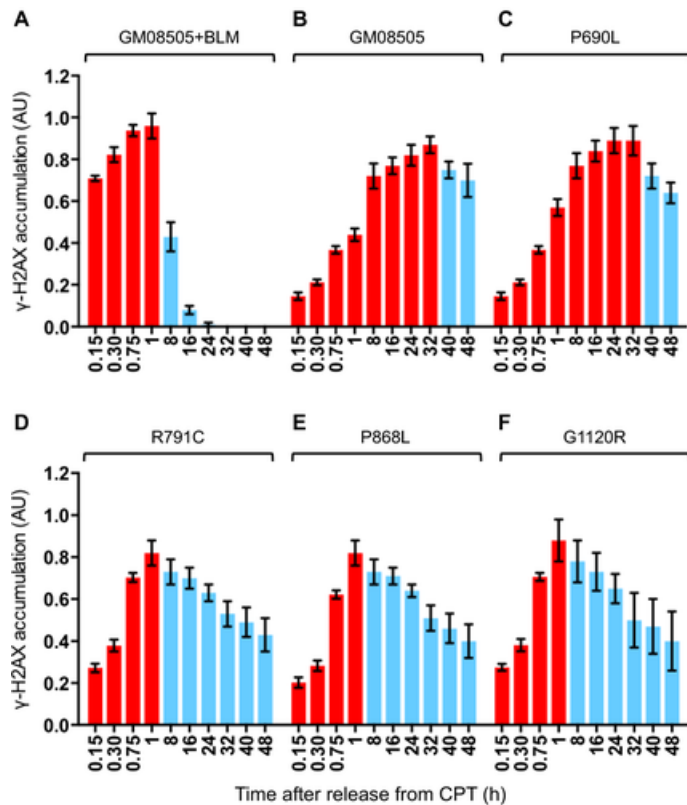 A B C
GM08505+BLM GM08505 P690L
γ-H2AX accumulation (AU)
1.2
1.0
0.8
0.6
0.4
0.2
0.0
0.15 0.30 0.75 1 8 16 24 32 40 48 0.15 0.30 0.75 1 8 16 24 32 40 48 0.15 0.30 0.75 1 8 16 24 32 40 48
D E F
R791C P868L G1120R
γ-H2AX accumulation (AU)
1.2
1.0
0.8
0.6
0.4
0.2
0.0
0.15 0.30 0.75 1 8 16 24 32 40 48 0.15 0.30 0.75 1 8 16 24 32 40 48 0.15 0.30 0.75 1 8 16 24 32 40 48
Time after release from CPT (h)